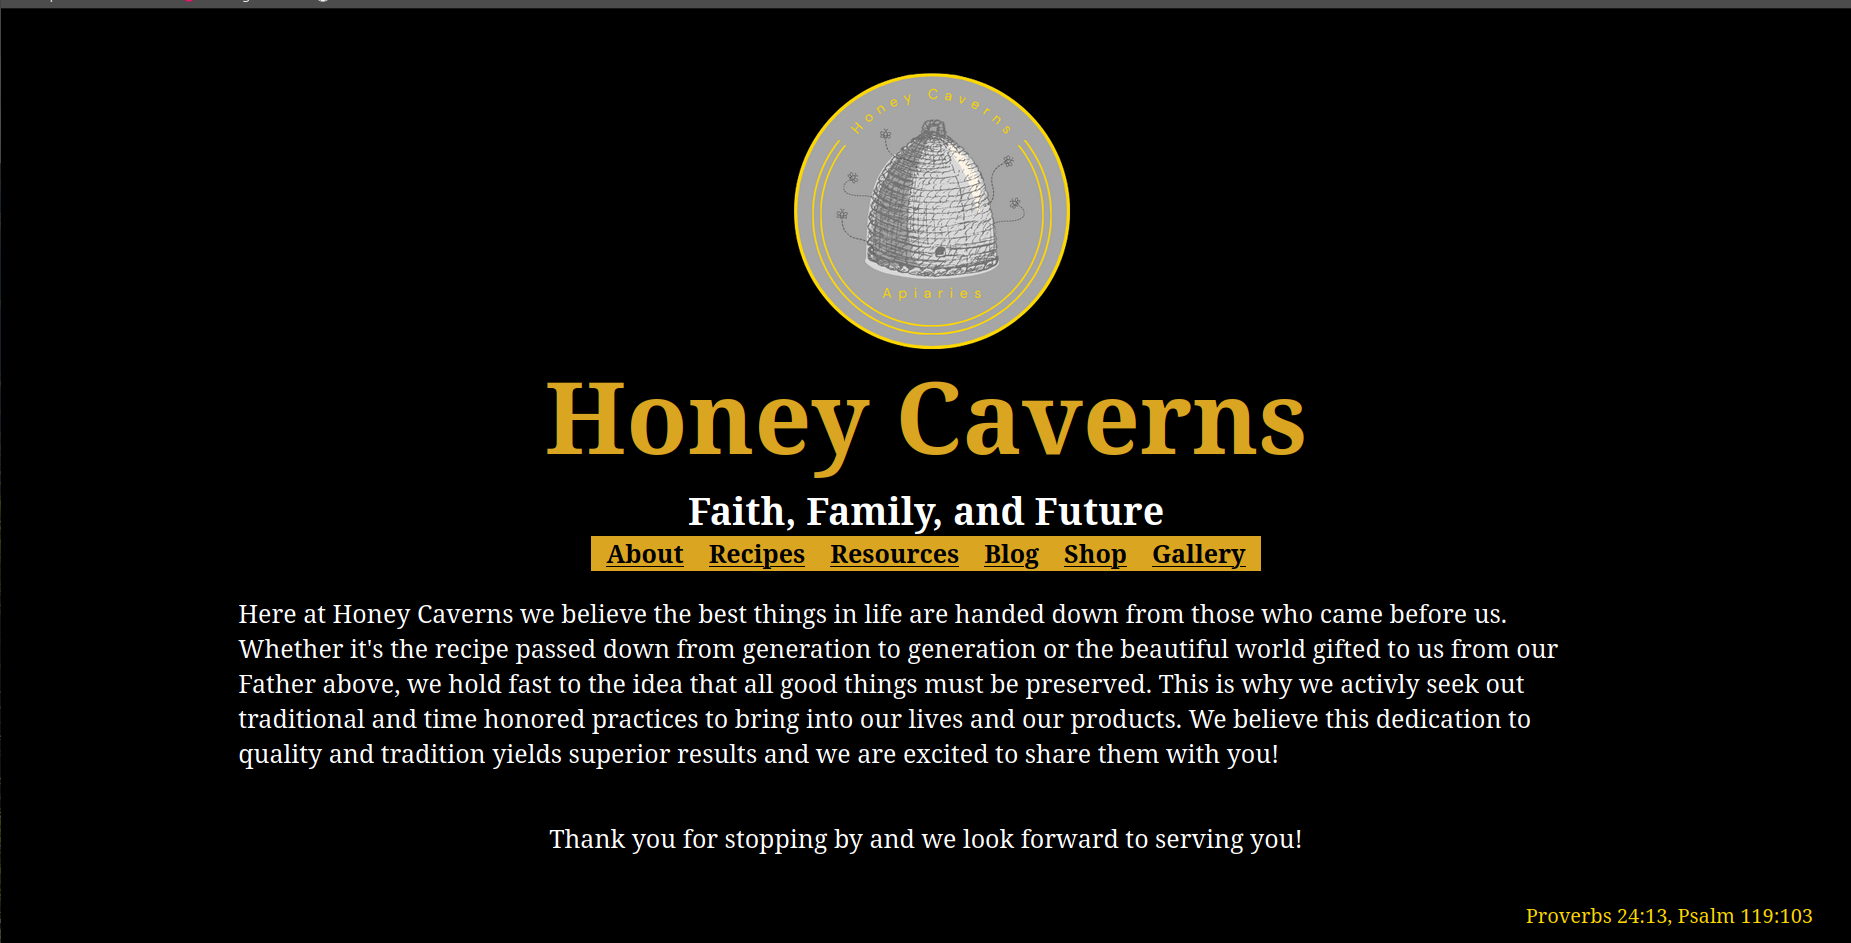 Honey Caverns
Apiaries
Honey Caverns
Faith, Family, and Future
About Recipes Resources Blog Shop Gallery
Here at Honey Caverns we believe the best things in life are handed down from those who came before us.
Whether it's the recipe passed down from generation to generation or the beautiful world gifted to us from our
Father above, we hold fast to the idea that all good things must be preserved. This is why we activly seek out
traditional and time honored practices to bring into our lives and our products. We believe this dedication to
quality and tradition yields superior results and we are excited to share them with you!
Thank you for stopping by and we look forward to serving you!
Proverbs 24:13, Psalm 119:103